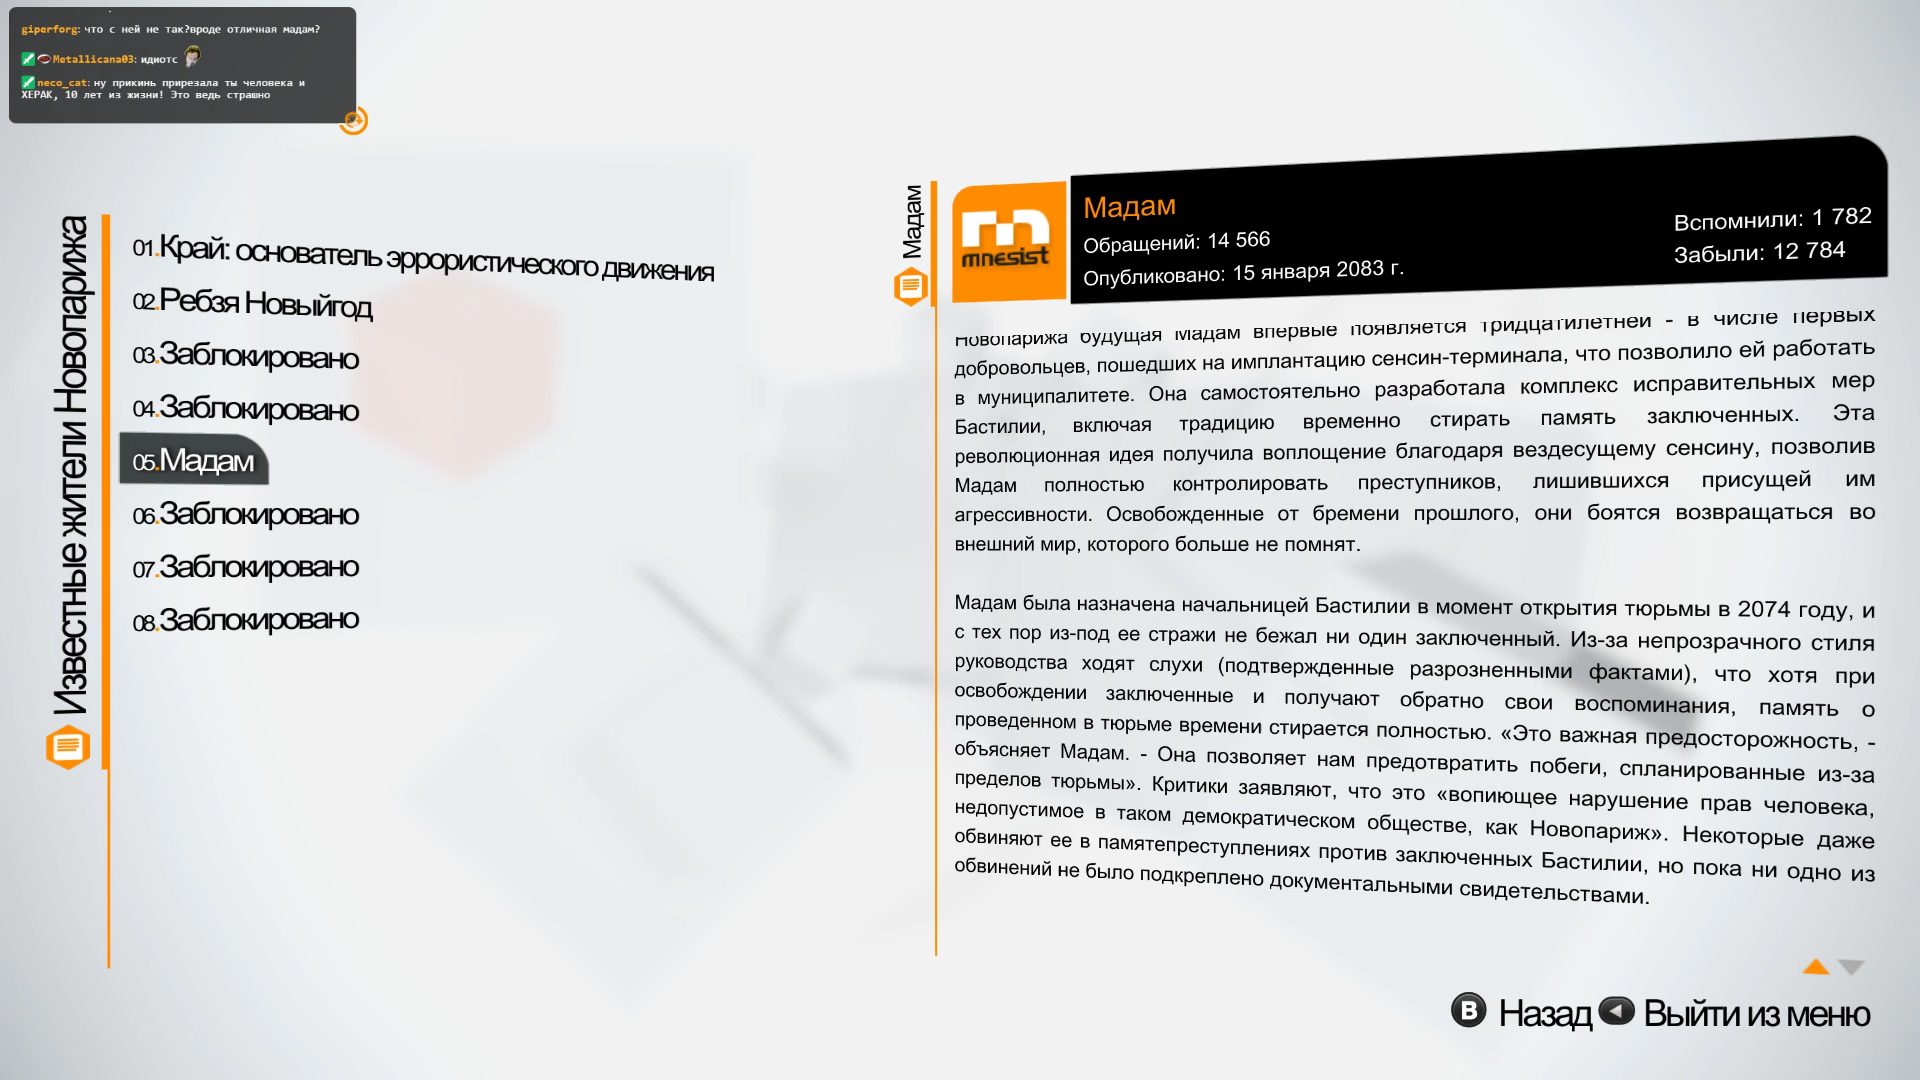 giperforg: что с ней не так?вроде отличная мадам?
Metallicana03: идиотс
neco_cat: ну прикинь прирезала ты человека и
ХЕРАК, 10 лет из жизни! Это ведь страшно
Известные жители Новопарижа
01.Край: основатель эррористического движения
02.Ребзя Новыйгод
03.Заблокировано
04.Заблокировано
05.Мадам
06.Заблокировано
07.Заблокировано
08.Заблокировано
Мадам
mnesist
Мадам
Обращений: 14 566
Опубликовано: 15 января 2083 г.
Вспомнили: 1 782
Забыли: 12 784
Новопарижа будущая Мадам впервые появляется тридцатилетней - в числе первых
добровольцев, пошедших на имплантацию сенсин-терминала, что позволило ей работать
в муниципалитете. Она самостоятельно разработала комплекс исправительных мер
Бастилии, включая традицию временно стирать память заключенных. Эта
революционная идея получила воплощение благодаря вездесущему сенсину, позволив
Мадам полностью контролировать преступников, лишившихся присущей им
агрессивности. Освобожденные от бремени прошлого, они боятся возвращаться во
внешний мир, которого больше не помнят.
Мадам была назначена начальницей Бастилии в момент открытия тюрьмы в 2074 году, и
с тех пор из-под ее стражи не бежал ни один заключенный. Из-за непрозрачного стиля
руководства ходят слухи (подтвержденные разрозненными фактами), что хотя при
освобождении заключенные и получают обратно свои воспоминания, память о
проведенном в тюрьме времени стирается полностью. «Это важная предосторожность, -
объясняет Мадам. - Она позволяет нам предотвратить побеги, спланированные из-за
пределов тюрьмы». Критики заявляют, что это «вопиющее нарушение прав человека,
недопустимое в таком демократическом обществе, как Новопариж». Некоторые даже
обвиняют ее в памятепреступлениях против заключенных Бастилии, но пока ни одно из
обвинений не было подкреплено документальными свидетельствами.
B Назад Выйти из меню